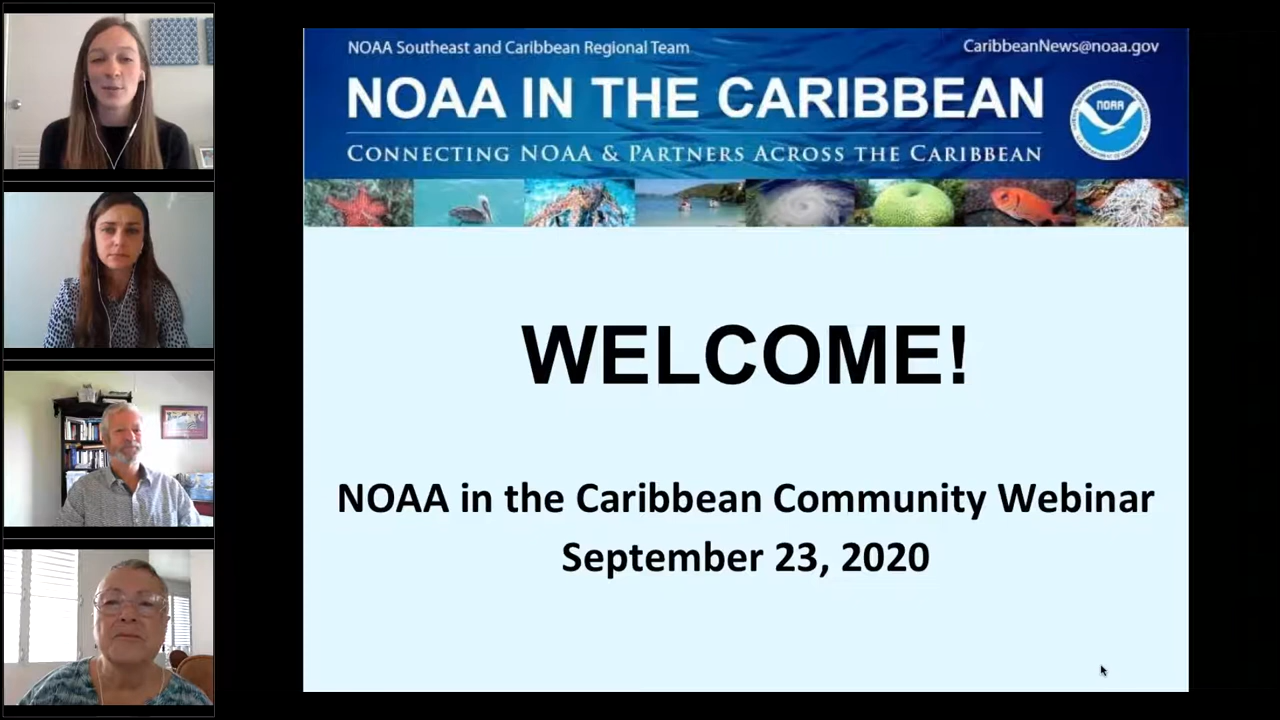 NOAA Southeast and Caribbean Regional Team
CaribbeanNews@noaa.gov
NOAA IN THE CARIBBEAN
CONNECTING NOAA & PARTNERS ACROSS THE CARIBBEAN
NOAA
WELCOME!
NOAA in the Caribbean Community Webinar
September 23, 2020